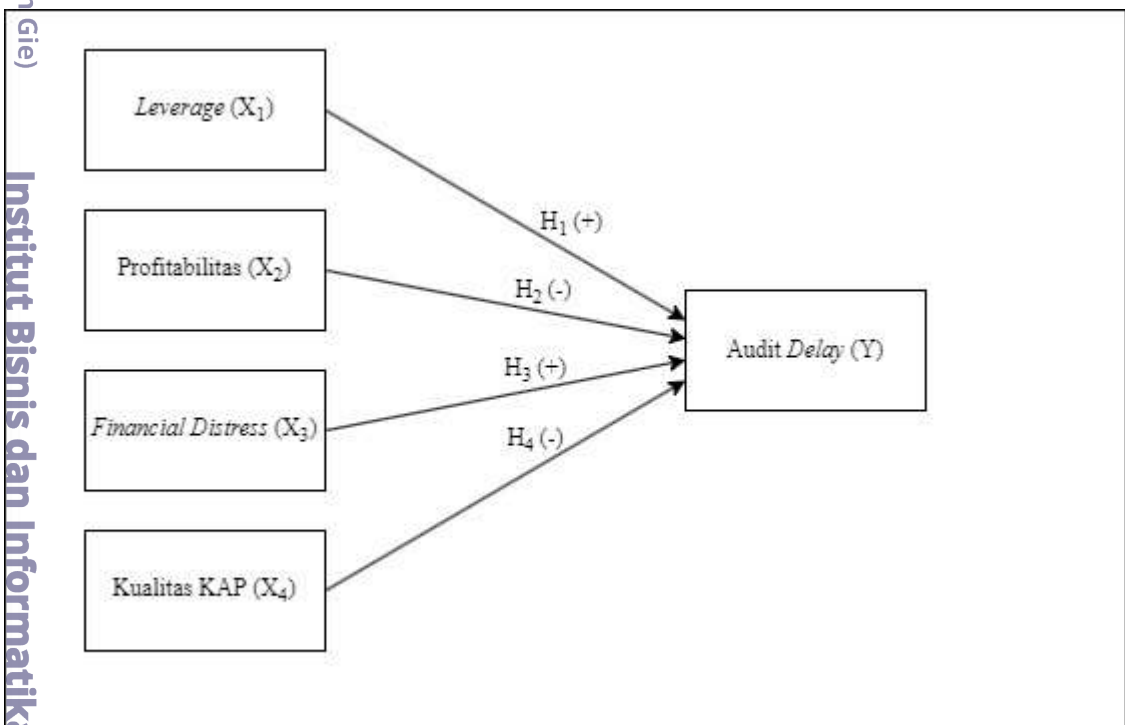 Gie)
Institut Bisnis dan Informatika
Leverage (X₁)
H₁ (+)
Profitabilitas (X₂)
H₂ (-)
Audit Delay (Y)
H₃ (+)
Financial Distress (X₃)
H₄ (-)
Kualitas KAP (X₄)